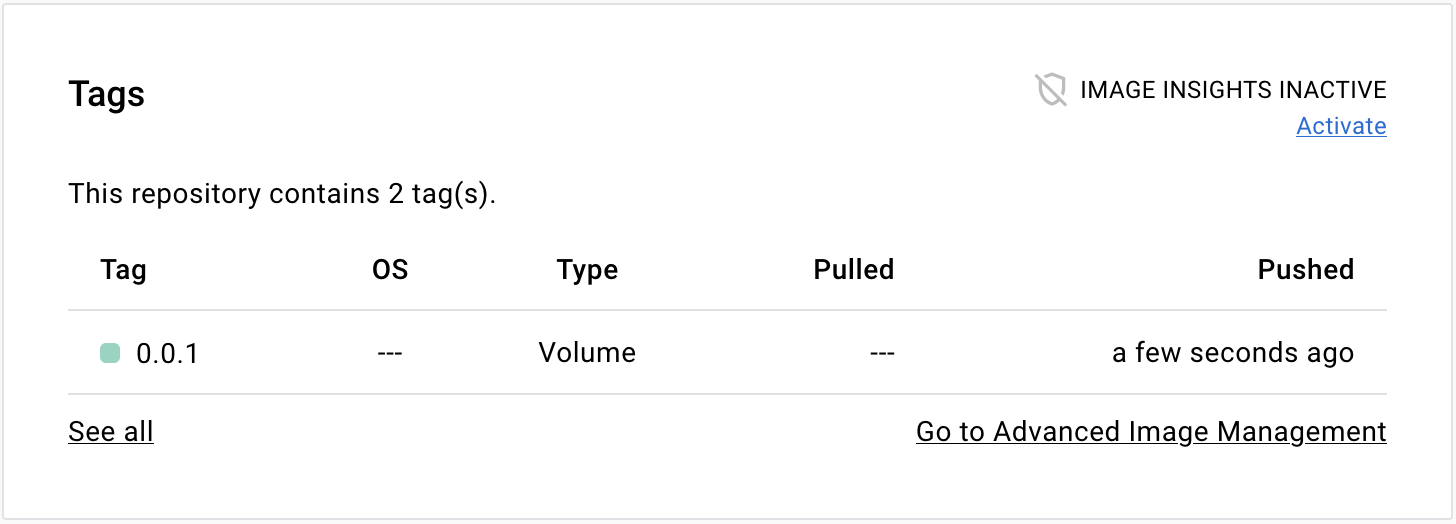 Tags
IMAGE INSIGHTS INACTIVE
Activate
This repository contains 2 tag(s).
Tag OS Type Pulled Pushed
0.0.1 --- Volume --- a few seconds ago
See all Go to Advanced Image Management